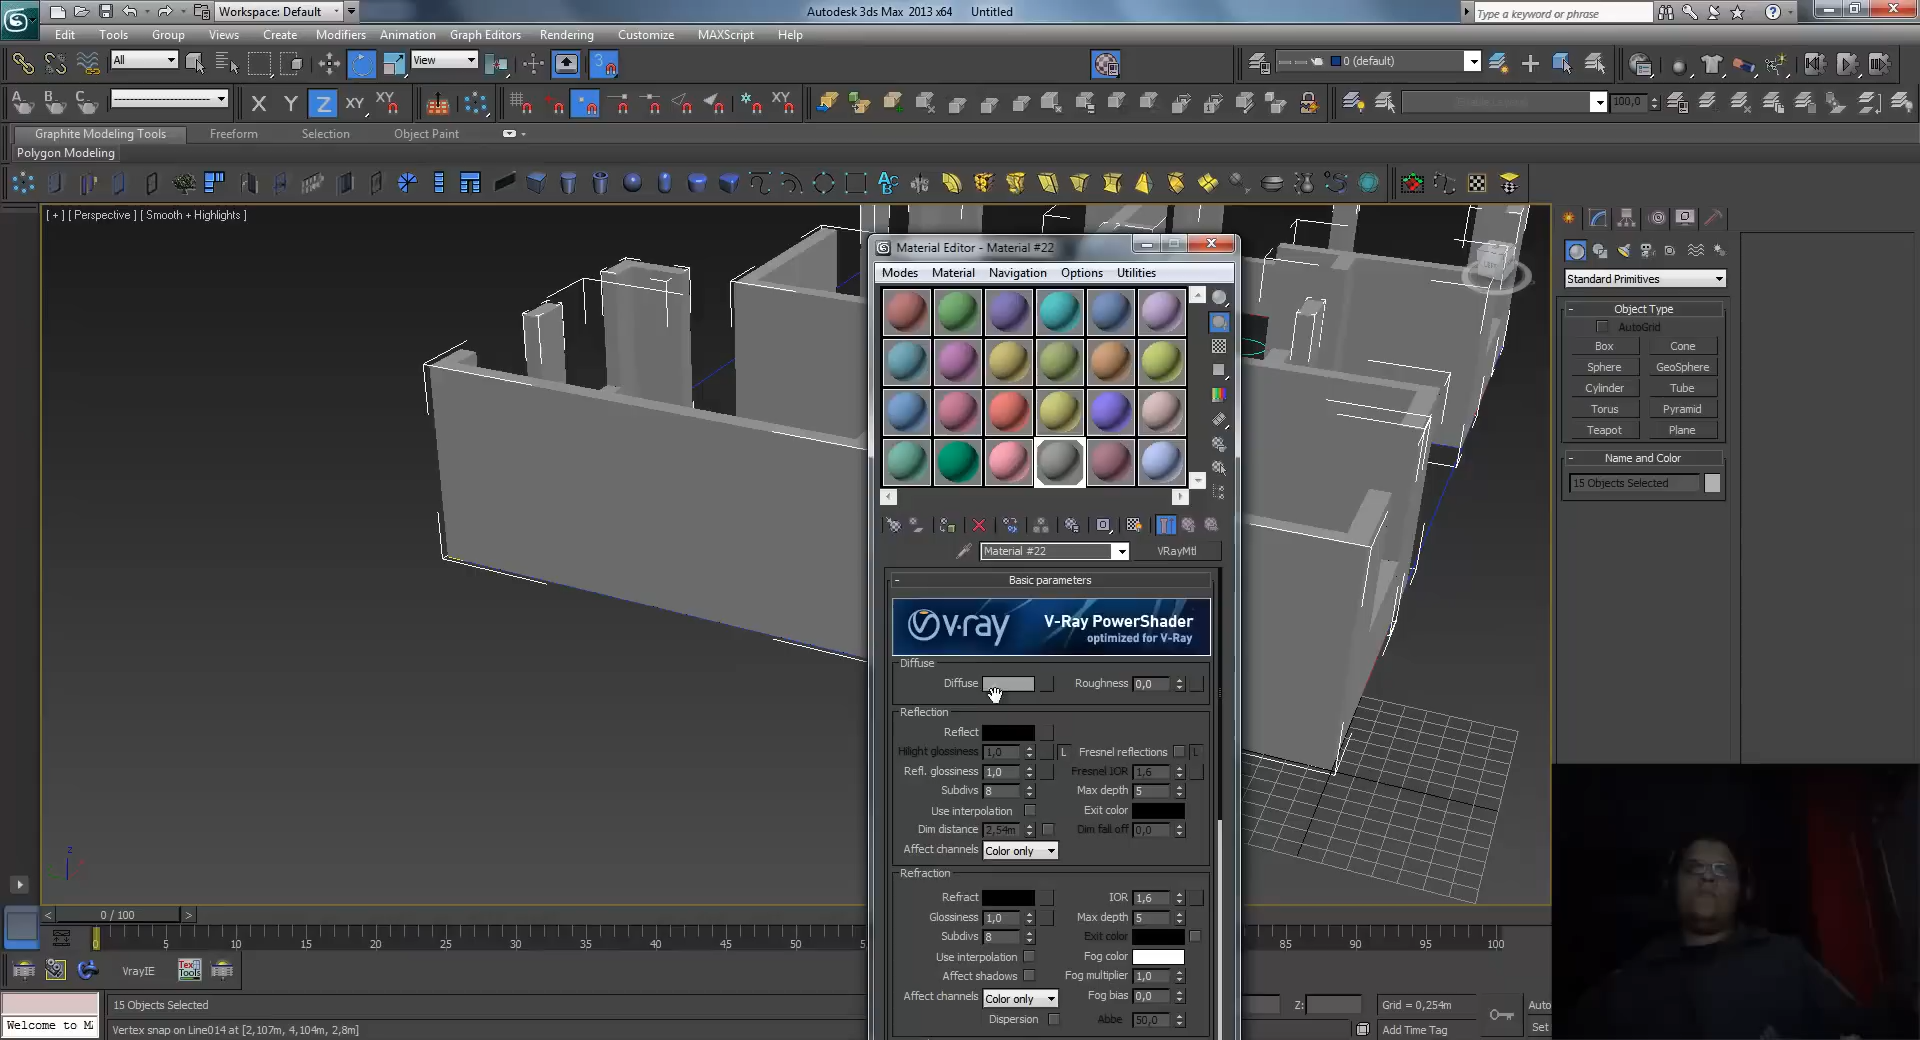 Workspace: Default
Autodesk 3ds Max 2013 x64 Untitled
Type a keyword or phrase
Edit Tools Group Views Create Modifiers Animation Graph Editors Rendering Customize MAXScript Help
All
View
3
0 (default)
A B C
X Y Z XY XY
XY
100,0
Graphite Modeling Tools Freeform Selection Object Paint
Polygon Modeling
[ + ] [ Perspective ] [ Smooth + Highlights ]
Material Editor - Material #22
Modes Material Navigation Options Utilities
Material #22
VRayMtl
- Basic parameters
v·ray
V-Ray PowerShader
optimized for V-Ray
Diffuse
Diffuse
Roughness 0,0
Reflection
Reflect
Hilight glossiness 1,0 L Fresnel reflections L
Refl. glossiness 1,0 Fresnel IOR 1,6
Subdivs 8 Max depth 5
Use interpolation Exit color
Dim distance 2,54m Dim fall off 0,0
Affect channels Color only
Refraction
Refract IOR 1,6
Glossiness 1,0 Max depth 5
Subdivs 8 Exit color
Use interpolation Fog color
Affect shadows Fog multiplier 1,0
Affect channels Color only Fog bias 0,0
Dispersion Abbe 50,0
Standard Primitives
- Object Type
AutoGrid
Box Cone
Sphere GeoSphere
Cylinder Tube
Torus Pyramid
Teapot Plane
- Name and Color
15 Objects Selected
z
< 0 / 100 >
0 5 10 15 20 25 30 35 40 45 50 85 90 95 100
VRayIE
Tex Tools
15 Objects Selected
Z:
Grid = 0,254m
Auto
Welcome to
Vertex snap on Line014 at [2,107m, 4,104m, 2,8m]
Add Time Tag
Set